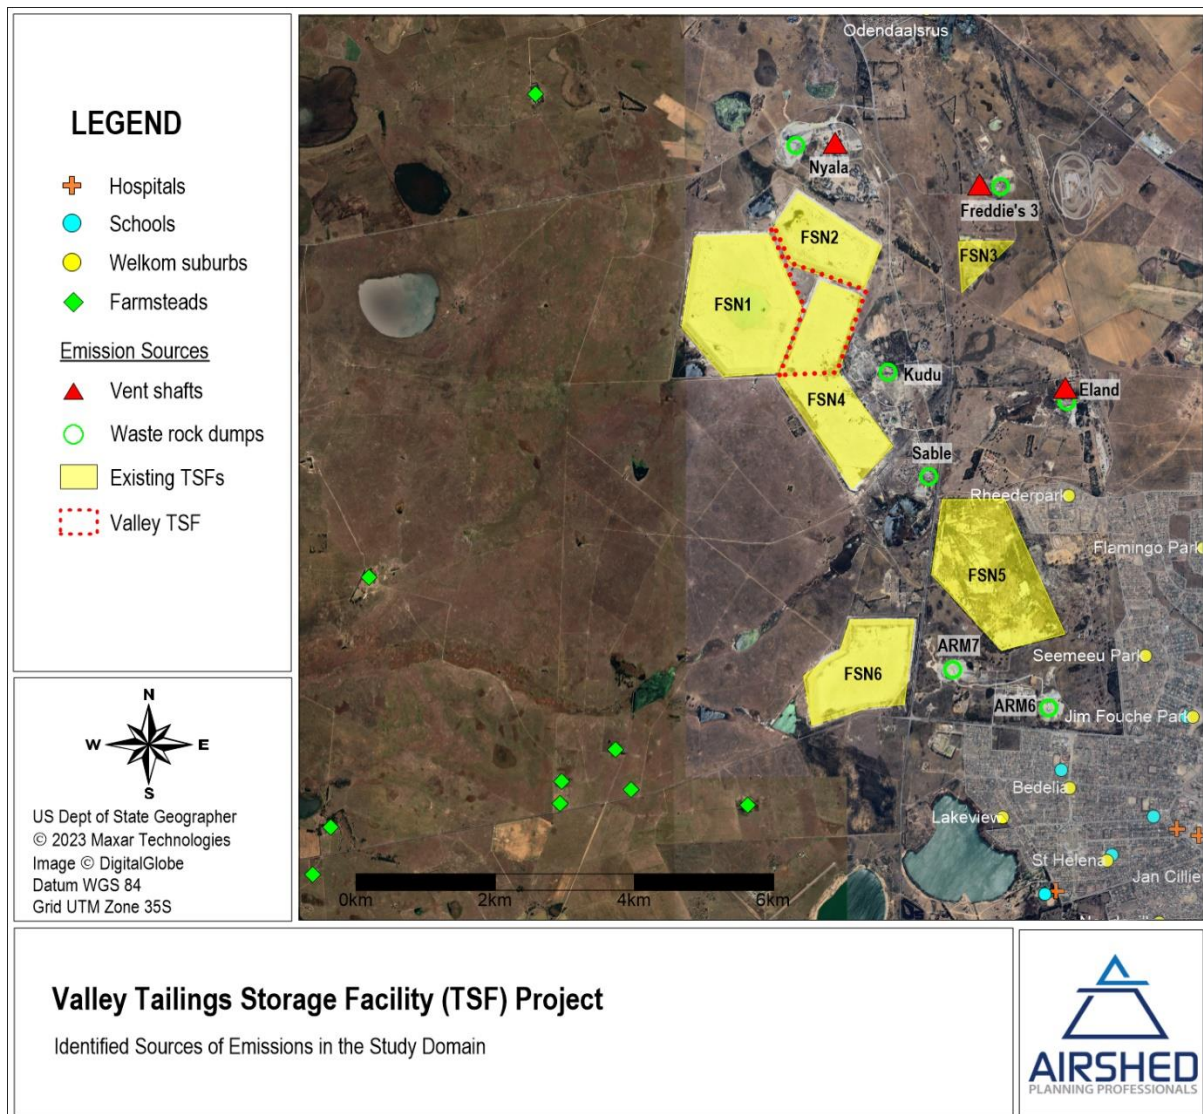 LEGEND
Hospitals
Schools
Welkom suburbs
Farmsteads
Emission Sources
Vent shafts
Waste rock dumps
Existing TSFs
Valley TSF
N
W E
S
US Dept of State Geographer
© 2023 Maxar Technologies
Image © DigitalGlobe
Datum WGS 84
Grid UTM Zone 35S
Odendaalsrus
Nyala
Freddie's 3
FSN2
FSN3
FSN1
Kudu
Eland
FSN4
Sable
Rheederpark
Flamingo Park
FSN5
ARM7
Seemeeu Park
FSN6
ARM6
Jim Fouche Park
Bedelia
Lakeview
St Helena
Jan Cillie
0km 2km 4km 6km
Valley Tailings Storage Facility (TSF) Project
Identified Sources of Emissions in the Study Domain
AIRSHED
PLANNING PROFESSIONALS